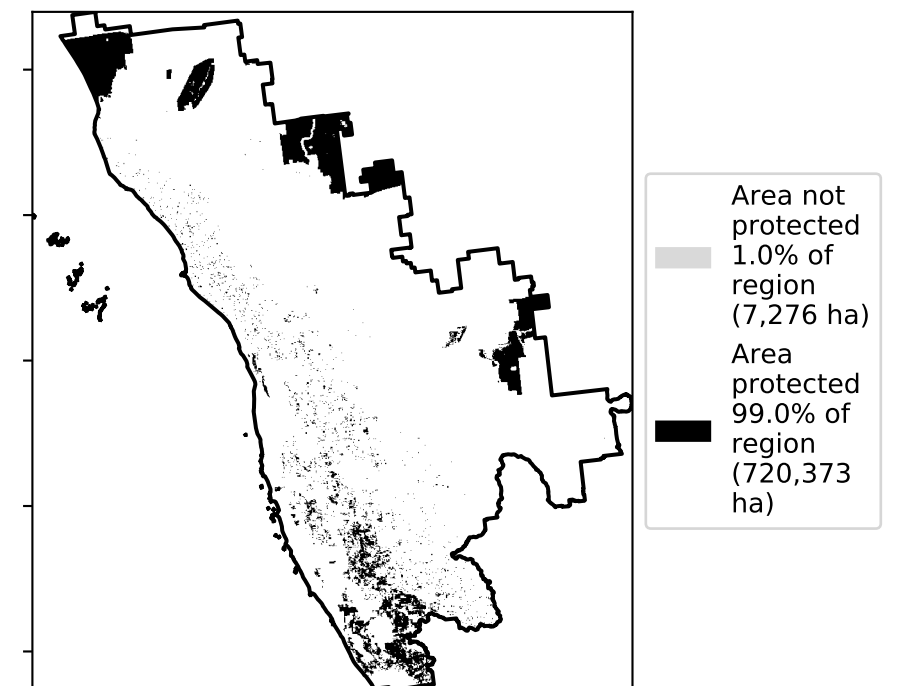 Area not
protected
1.0% of
region
(7,276 ha)
Area
protected
99.0% of
region
(720,373
ha)